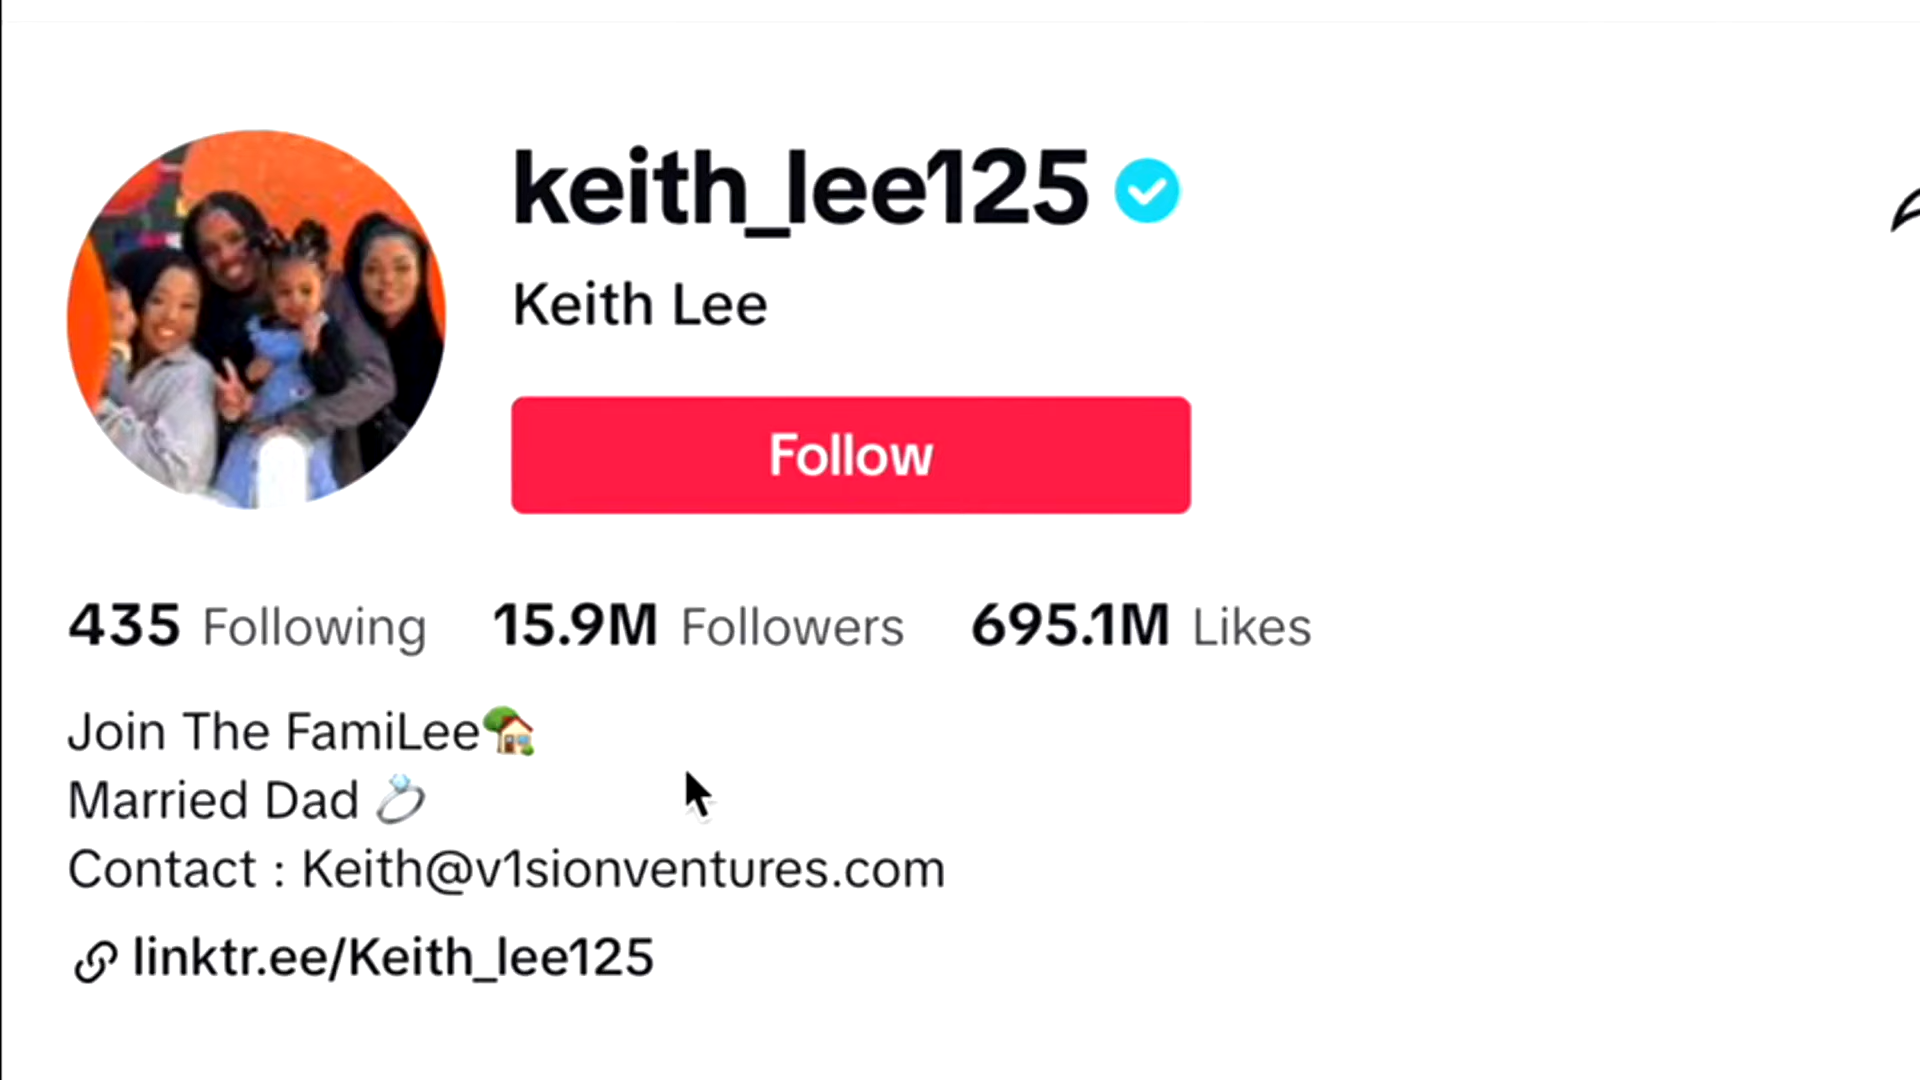 keith_lee125
Keith Lee
Follow
435 Following 15.9M Followers 695.1M Likes
Join The FamiLee🏡
Married Dad 💍
Contact : Keith@v1sionventures.com
linktr.ee/Keith_lee125